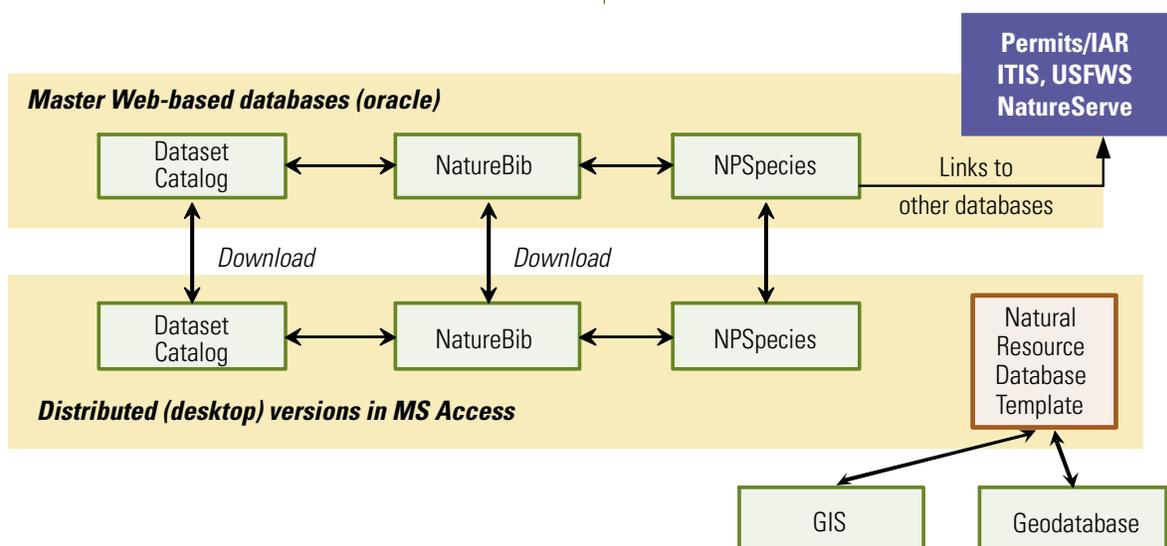 Permits/IAR
ITIS, USFWS
NatureServe
Master Web-based databases (oracle)
Dataset
Catalog
NatureBib
NPSpecies
Links to
other databases
Download
Download
Dataset
Catalog
NatureBib
NPSpecies
Natural
Resource
Database
Template
Distributed (desktop) versions in MS Access
GIS
Geodatabase